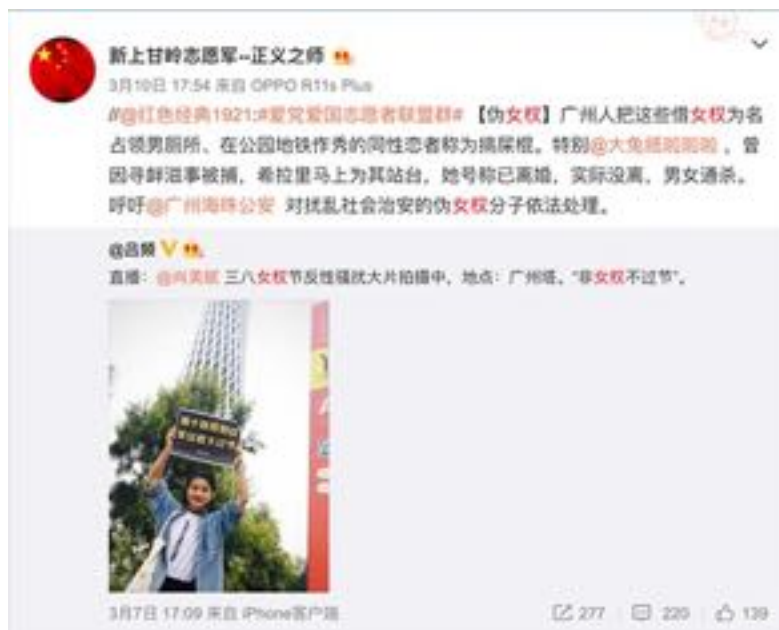 新上甘岭志愿军--正义之师
3月10日 17:54 来自 OPPO R11s Plus
//@红色经典1921:#爱党爱国志愿者联盟群# 【伪女权】广州人把这些借女权为名
占领男厕所、在公园地铁作秀的同性恋者称为搞屎棍。特别@大兔纸啦啦啦 ，曾
因寻衅滋事被捕，希拉里马上为其站台，她号称已离婚，实际没离，男女通杀。
呼吁@广州海珠公安 对扰乱社会治安的伪女权分子依法处理。
@吕频
直播：@肖美腻 三八女权节反性骚扰大片拍摄中，地点：广州塔。“非女权不过节”。
3月7日 17:09 来自 iPhone客户端
277 220 139